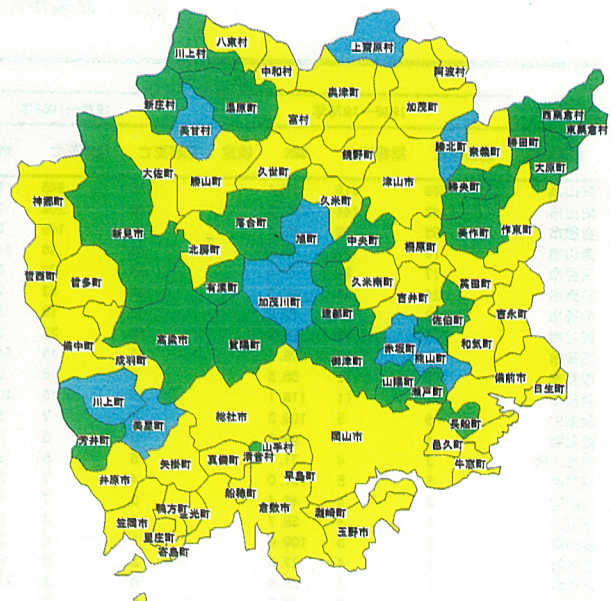 八束村
上齋原村
川上村
中和村
阿波村
奥津町
新庄村
湯原町
加茂町
富村
美甘村
西粟倉村
東粟倉村
勝北町
奈義町
勝田町
鏡野町
大原町
大佐町
久世町
勝山町
津山市
勝央町
神郷町
久米町
落合町
新見市
旭町
中央町
美作町
作東町
柵原町
北房町
哲西町
哲多町
有漢町
久米南町
英田町
加茂川町
吉井町
建部町
佐伯町
吉永町
備中町
高梁市
賀陽町
赤坂町
和気町
成羽町
御津町
熊山町
山陽町
瀬戸町
備前市
日生町
川上町
美星町
総社市
長船町
芳井町
岡山市
邑久町
山手村
清音村
矢掛町
真備町
牛窓町
井原市
早島町
船穂町
鴨方町
金光町
倉敷市
灘崎町
笠岡市
玉野市
里庄町
寄島町